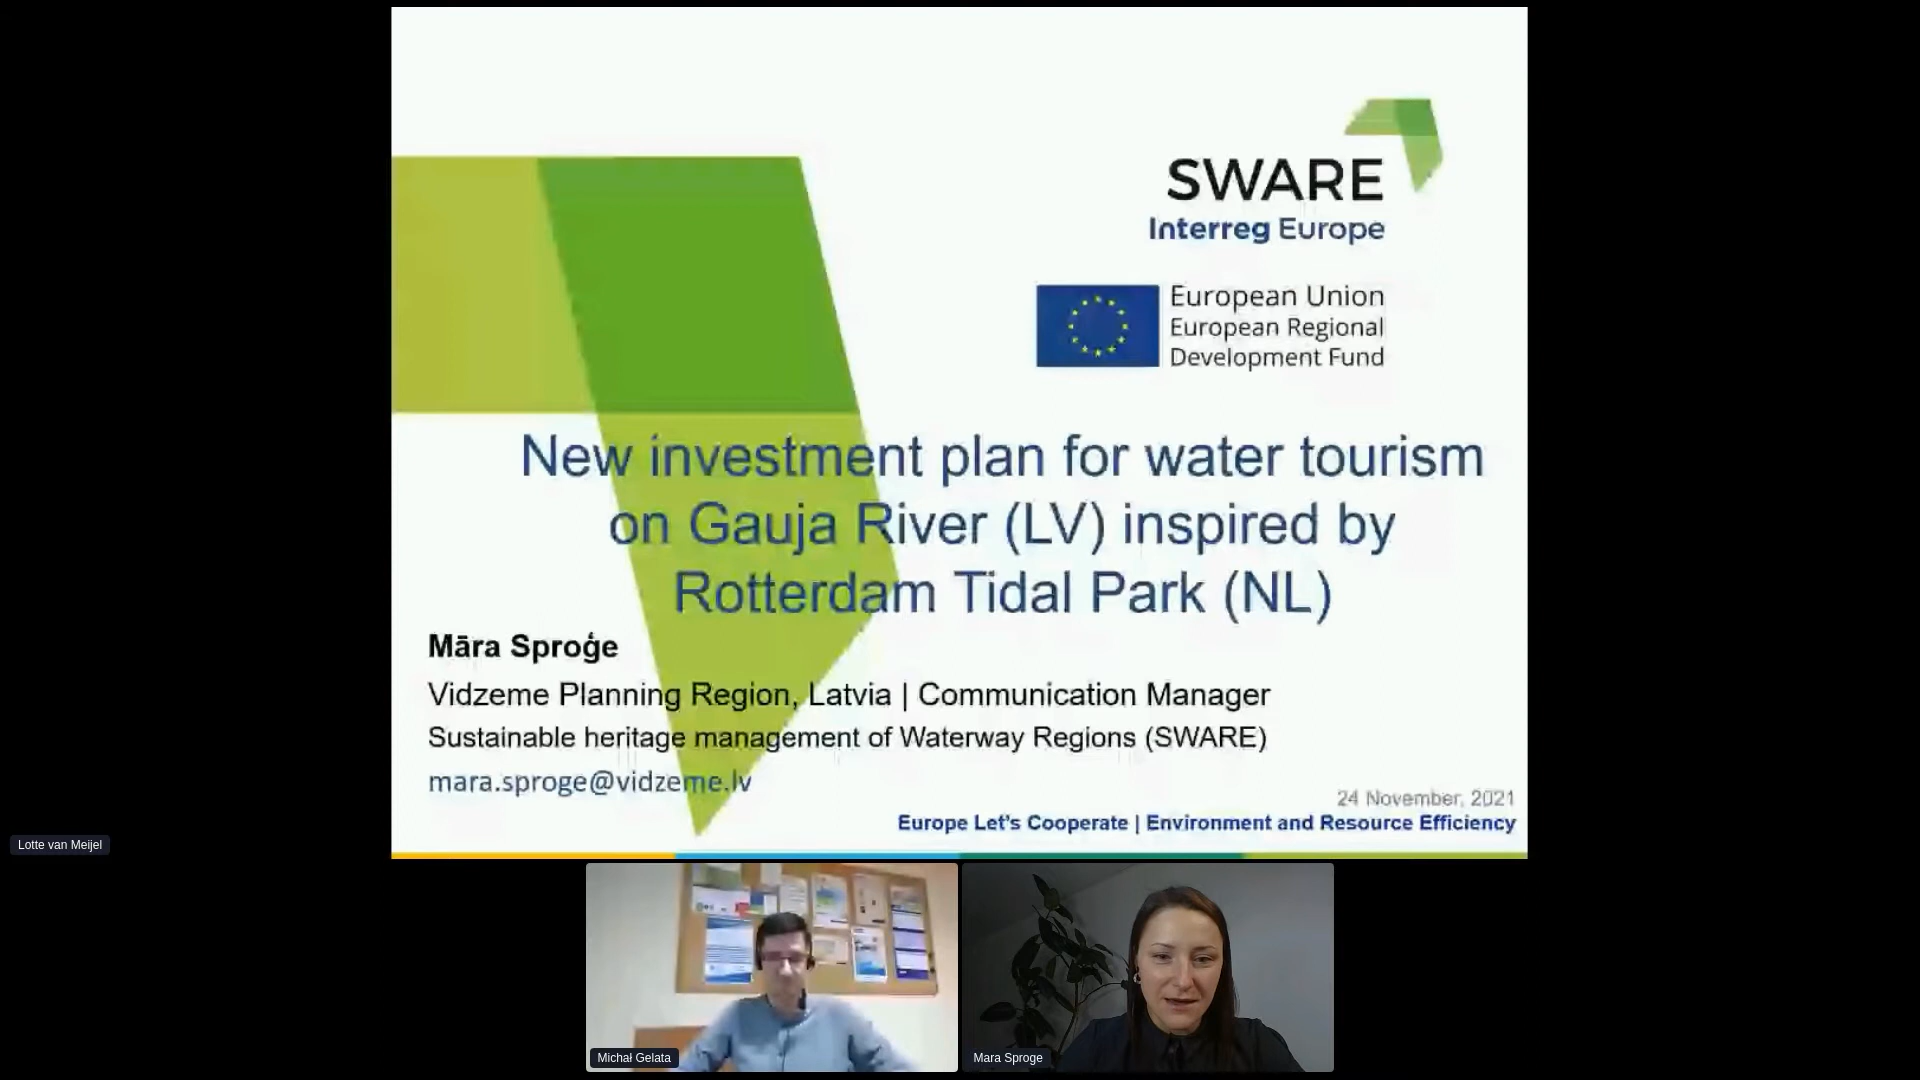 SWARE
Interreg Europe
European Union
European Regional
Development Fund
New investment plan for water tourism
on Gauja River (LV) inspired by
Rotterdam Tidal Park (NL)
Māra Sproģe
Vidzeme Planning Region, Latvia | Communication Manager
Sustainable heritage management of Waterway Regions (SWARE)
mara.sproge@vidzeme.lv
24 November, 2021
Europe Let's Cooperate | Environment and Resource Efficiency
Lotte van Meijel
Michał Gelata
Mara Sproge